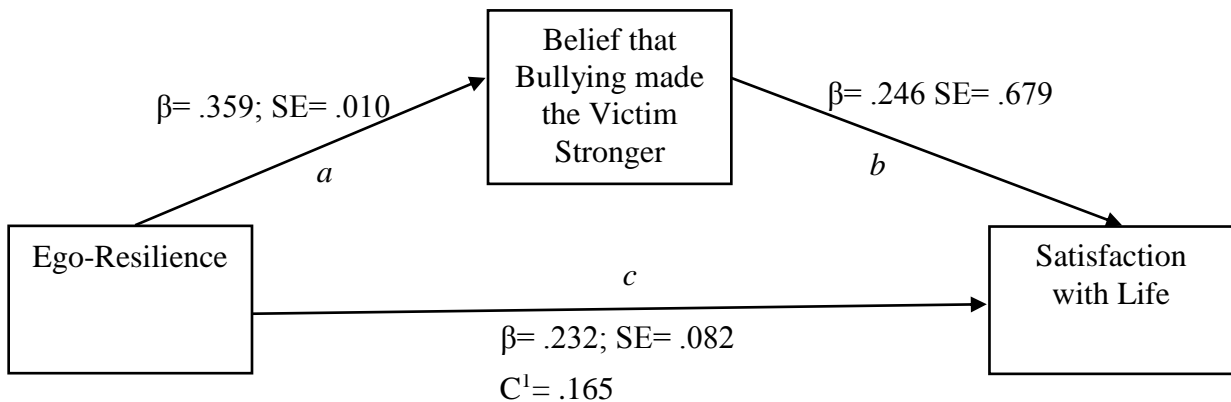 Belief that
Bullying made
the Victim
Stronger
β= .359; SE= .010
β= .246 SE= .679
a
b
Ego-Resilience
Satisfaction
with Life
c
β= .232; SE= .082
C¹= .165